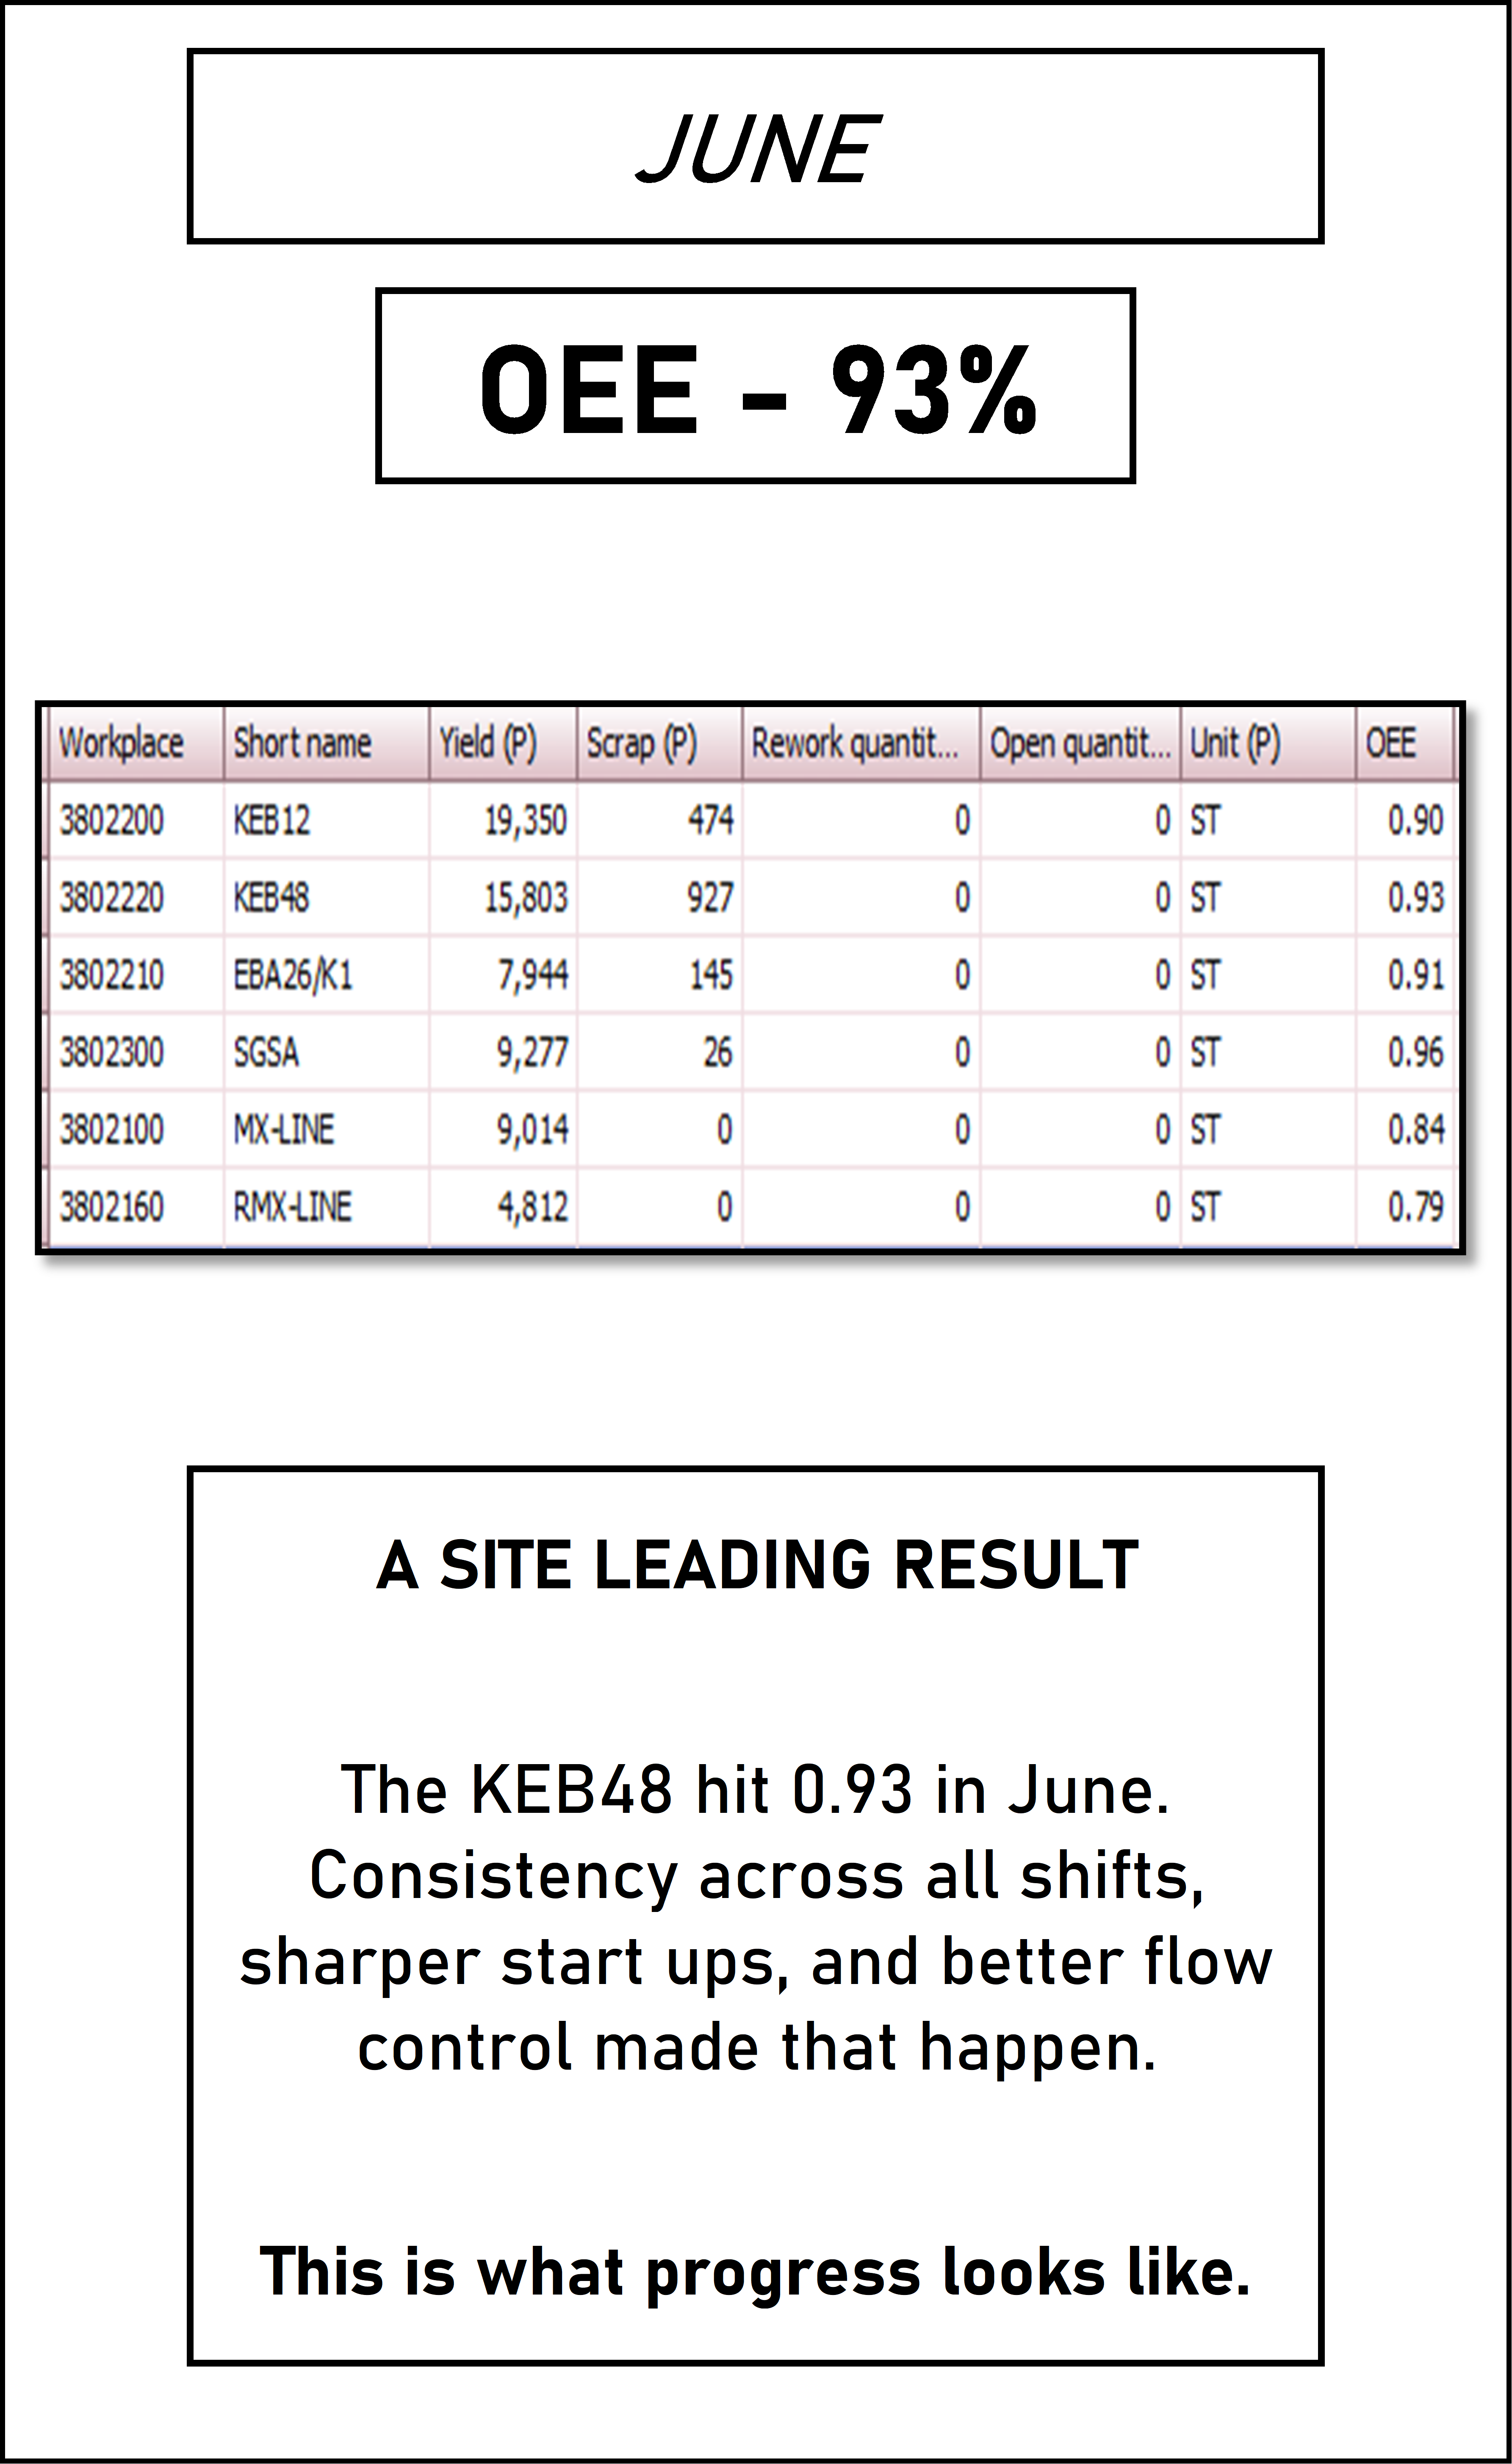 JUNE
OEE - 93%
Workplace Short name Yield (P) Scrap (P) Rework quantit... Open quantit... Unit (P) OEE
3802200 KEB12 19,350 474 0 0 ST 0.90
3802220 KEB48 15,803 927 0 0 ST 0.93
3802210 EBA26/K1 7,944 145 0 0 ST 0.91
3802300 SGSA 9,277 26 0 0 ST 0.96
3802100 MX-LINE 9,014 0 0 0 ST 0.84
3802160 RMX-LINE 4,812 0 0 0 ST 0.79
A SITE LEADING RESULT
The KEB48 hit 0.93 in June.
Consistency across all shifts,
sharper start ups, and better flow
control made that happen.
This is what progress looks like.